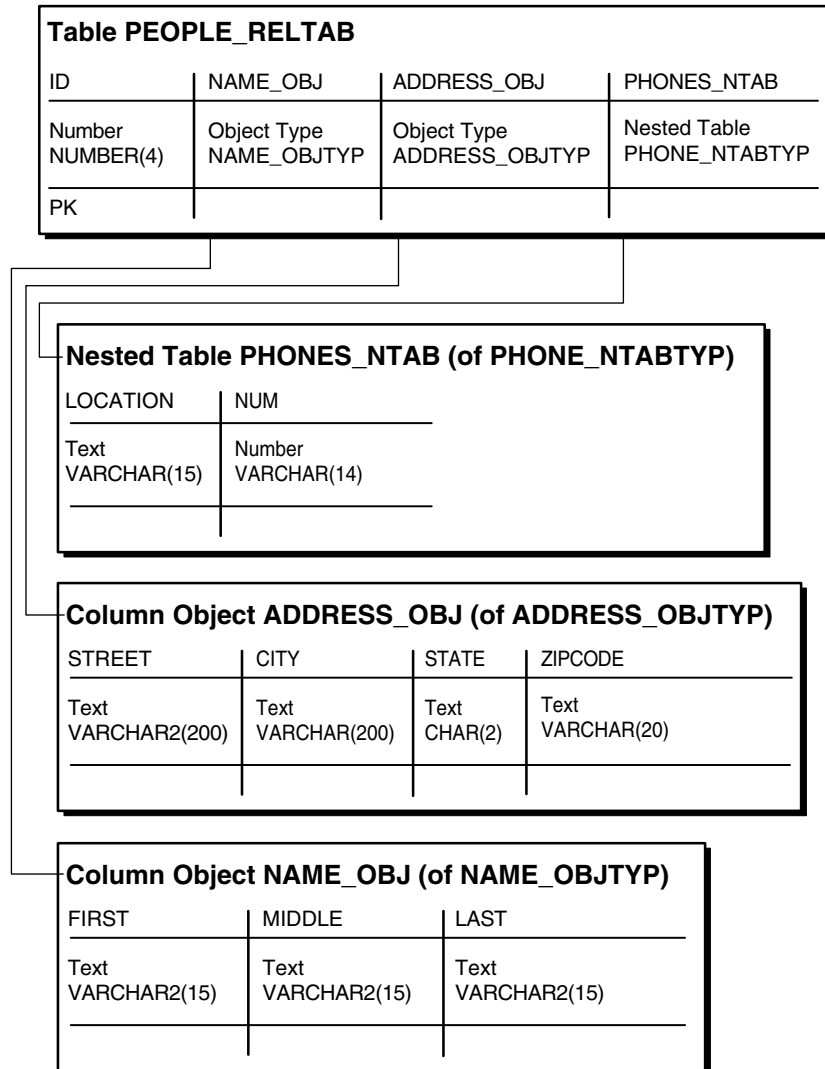 Table PEOPLE_RELTAB
ID NAME_OBJ ADDRESS_OBJ PHONES_NTAB
Number Object Type Object Type Nested Table
NUMBER(4) NAME_OBJTYP ADDRESS_OBJTYP PHONE_NTABTYP
PK
Nested Table PHONES_NTAB (of PHONE_NTABTYP)
LOCATION NUM
Text Number
VARCHAR(15) VARCHAR(14)
Column Object ADDRESS_OBJ (of ADDRESS_OBJTYP)
STREET CITY STATE ZIPCODE
Text Text Text Text
VARCHAR2(200) VARCHAR(200) CHAR(2) VARCHAR(20)
Column Object NAME_OBJ (of NAME_OBJTYP)
FIRST MIDDLE LAST
Text Text Text
VARCHAR2(15) VARCHAR2(15) VARCHAR2(15)